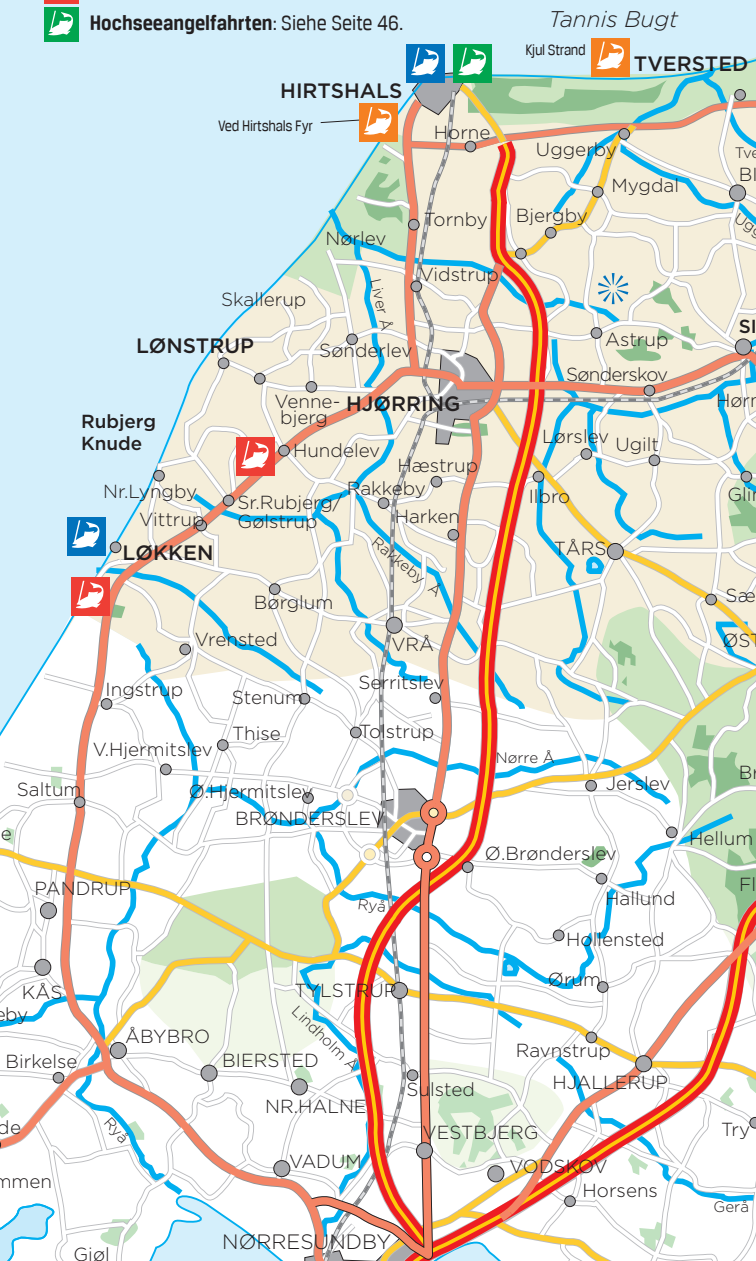 Hochseeangelfahrten: Siehe Seite 46.
Tannis Bugt
Kjul Strand
TVERSTED
HIRTSHALS
Ved Hirtshals Fyr
Horne
Uggerby
Mygdal
Tornby
Bjergby
Nørlev
Vidstrup
Skallerup
Liver Å
LØNSTRUP
Sønderlev
Astrup
Sønderskov
Venne-
bjerg
HJØRRING
Rubjerg
Knude
Hundelev
Lørslev
Ugilt
Hæstrup
Nr.Lyngby
Sr.Rubjerg/
Gølstrup
Rakkeby
Ilbro
Vittrup
Harken
LØKKEN
TÅRS
Rakkeby Å
Børglum
Vrensted
VRÅ
Ingstrup
Stenum
Serritslev
Thise
Tolstrup
V.Hjermitslev
Nørre Å
Saltum
Ø.Hjermitslev
Jerslev
BRØNDERSLEV
Hellum
Ø.Brønderslev
PANDRUP
Hallund
Ryå
Høllensted
KÅS
TYLSTRUP
Ørum
Lindholm Å
ÅBYBRO
Birkelse
BIERSTED
Ravnstrup
Sulsted
HJALLERUP
NR.HALNE
Ryå
VESTBJERG
Try
VADUM
VODSKOV
Horsens
Gerå
NØRRESUNDBY
Gjøl